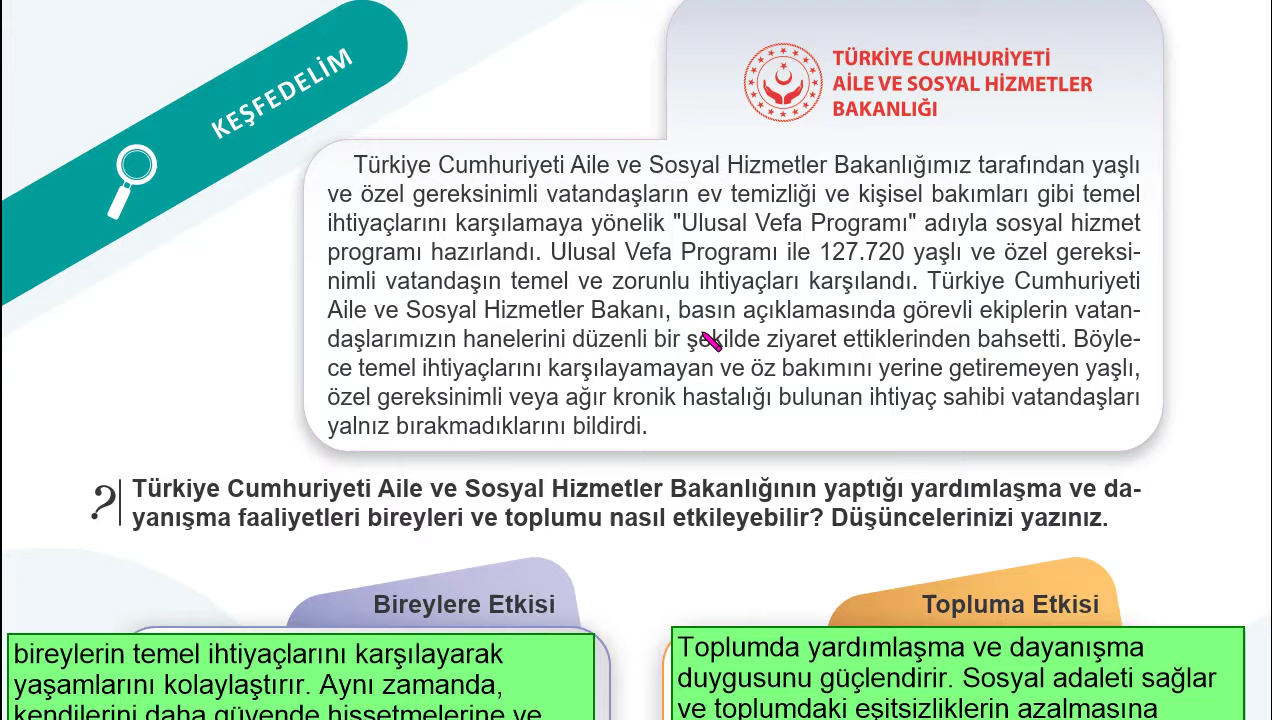 KEŞFEDELİM
TÜRKİYE CUMHURİYETİ
AİLE VE SOSYAL HİZMETLER
BAKANLIĞI
Türkiye Cumhuriyeti Aile ve Sosyal Hizmetler Bakanlığımız tarafından yaşlı
ve özel gereksinimli vatandaşların ev temizliği ve kişisel bakımları gibi temel
ihtiyaçlarını karşılamaya yönelik "Ulusal Vefa Programı" adıyla sosyal hizmet
programı hazırlandı. Ulusal Vefa Programı ile 127.720 yaşlı ve özel gereksi-
nimli vatandaşın temel ve zorunlu ihtiyaçları karşılandı. Türkiye Cumhuriyeti
Aile ve Sosyal Hizmetler Bakanı, basın açıklamasında görevli ekiplerin vatan-
daşlarımızın hanelerini düzenli bir şekilde ziyaret ettiklerinden bahsetti. Böyle-
ce temel ihtiyaçlarını karşılayamayan ve öz bakımını yerine getiremeyen yaşlı,
özel gereksinimli veya ağır kronik hastalığı bulunan ihtiyaç sahibi vatandaşları
yalnız bırakmadıklarını bildirdi.
? Türkiye Cumhuriyeti Aile ve Sosyal Hizmetler Bakanlığının yaptığı yardımlaşma ve da-
yanışma faaliyetleri bireyleri ve toplumu nasıl etkileyebilir? Düşüncelerinizi yazınız.
Bireylere Etkisi
bireylerin temel ihtiyaçlarını karşılayarak
yaşamlarını kolaylaştırır. Aynı zamanda,
kendilerini daha güvende hissetmelerine ve
Topluma Etkisi
Toplumda yardımlaşma ve dayanışma
duygusunu güçlendirir. Sosyal adaleti sağlar
ve toplumdaki eşitsizliklerin azalmasına